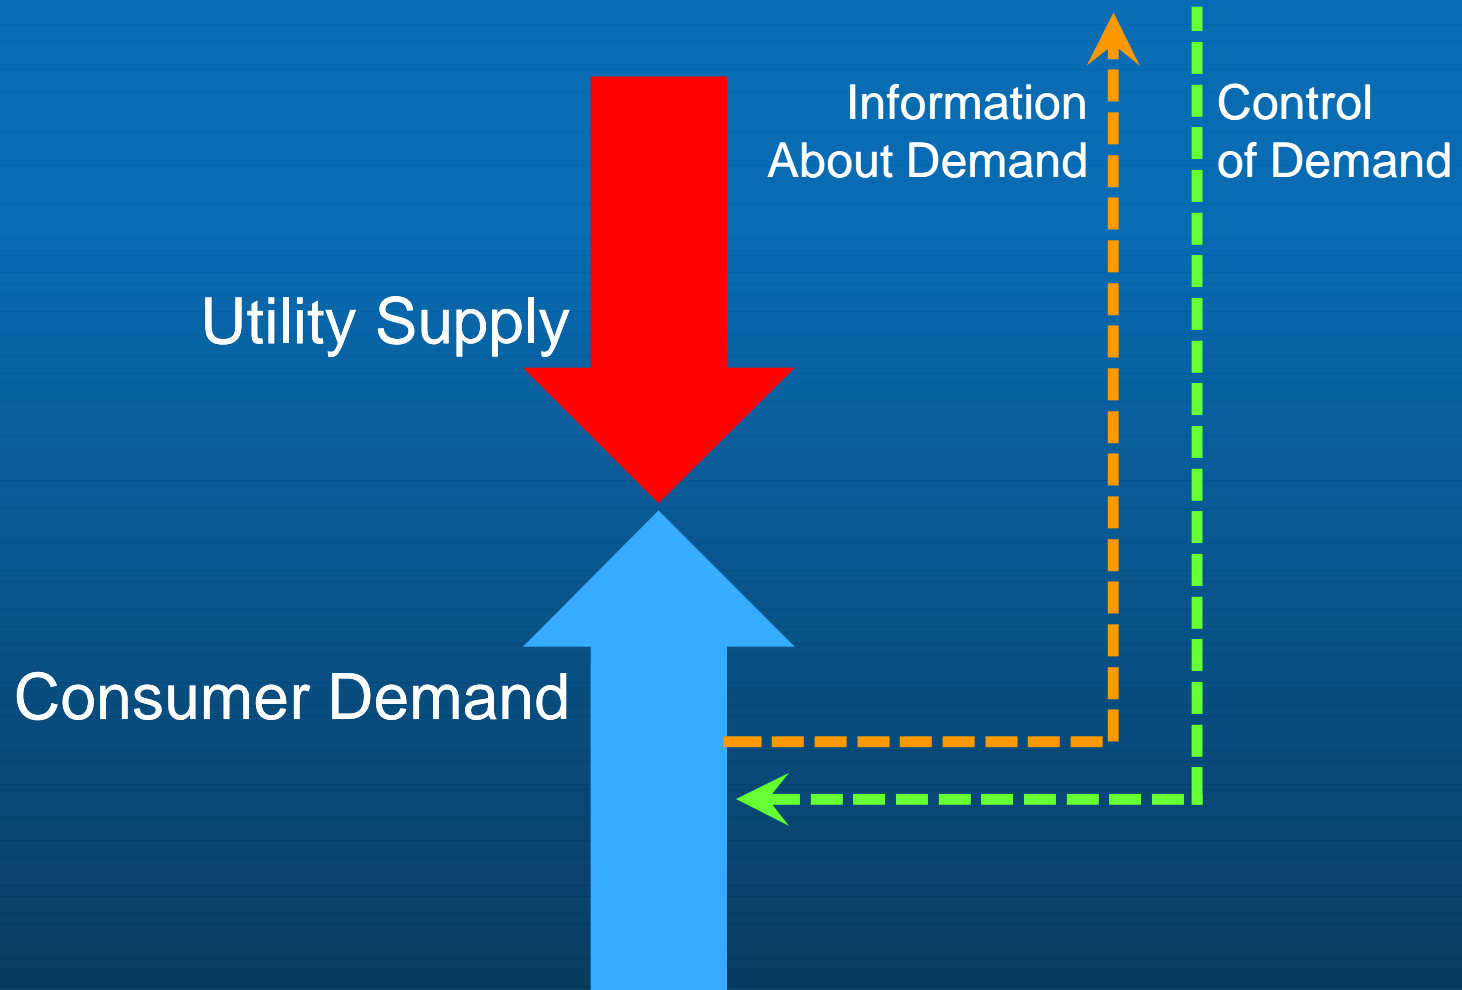 Information
About Demand
Control
of Demand
Utility Supply
Consumer Demand